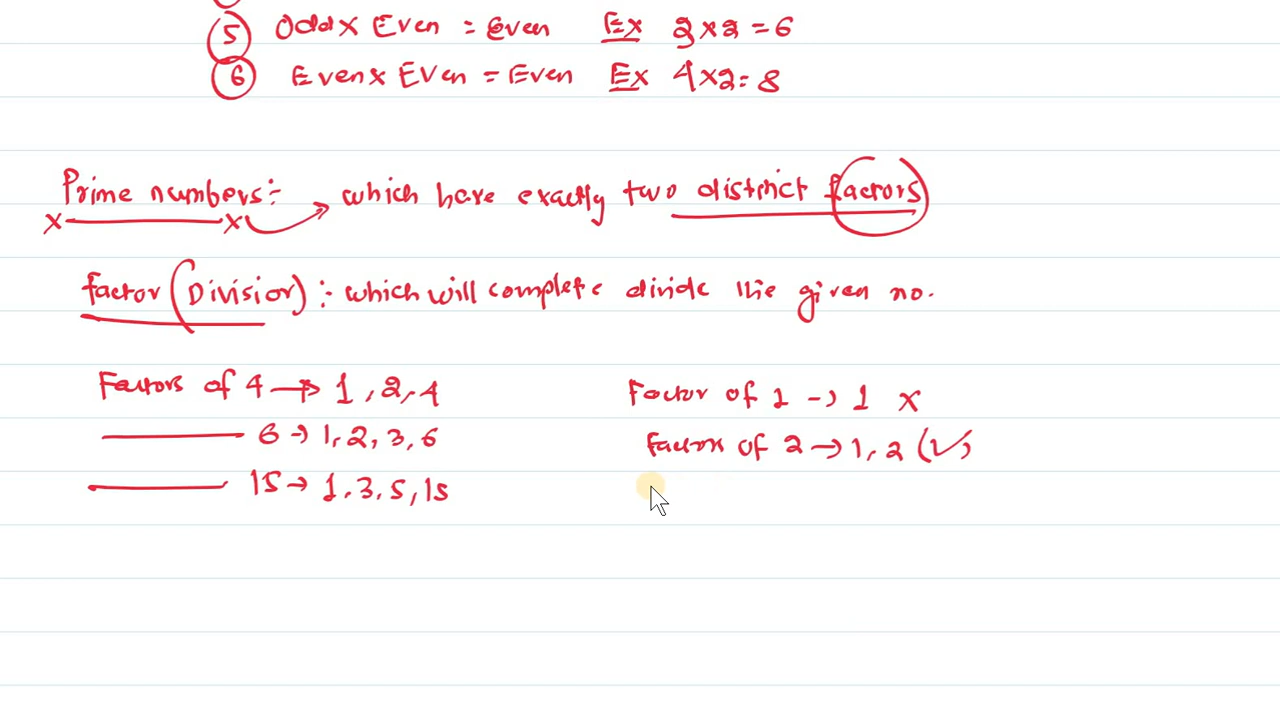 5 Odd x Even = Even Ex 3x2=6
6 Even x Even = Even Ex 4x2=8
Prime numbers:- which have exactly two district factors
x x
factor (Divisior) :- which will complete divide the given no.
Factors of 4 → 1, 2, 4
6 → 1, 2, 3, 6
15 → 1, 3, 5, 15
Factor of 1 → 1 x
Factor of 2 → 1, 2 (✓)